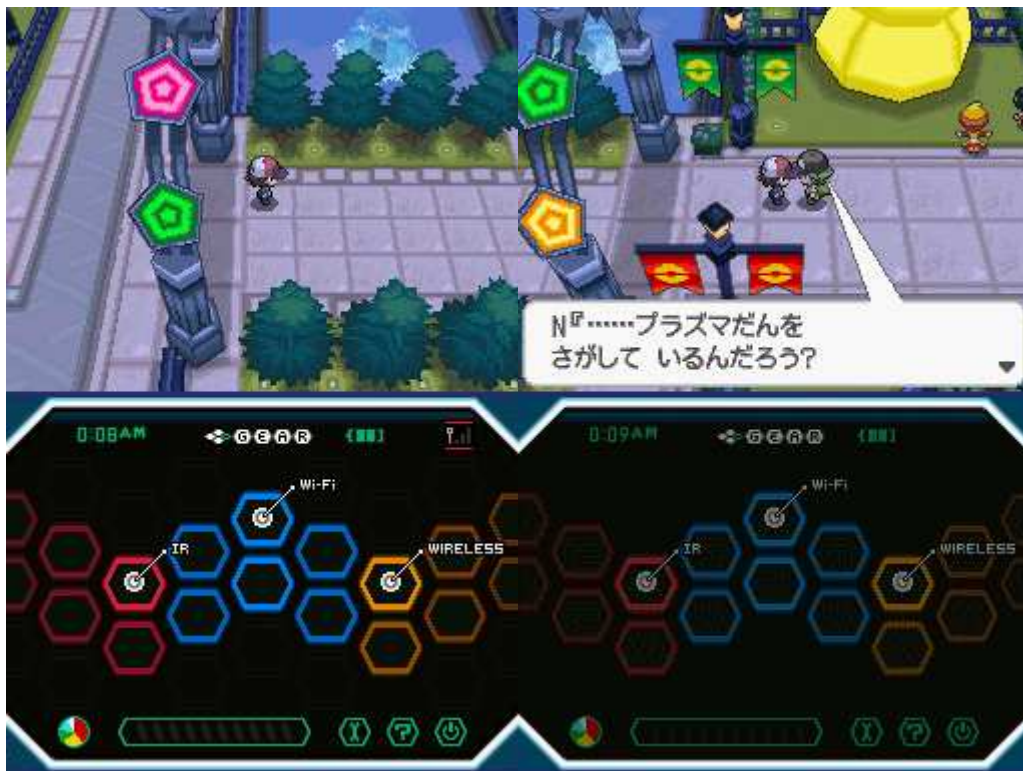 N『……プラズマだんを
さがして いるんだろう?
0:08AM
GEAR
Wi-Fi
IR
WIRELESS
0:09AM
GEAR
Wi-Fi
IR
WIRELESS
?
?